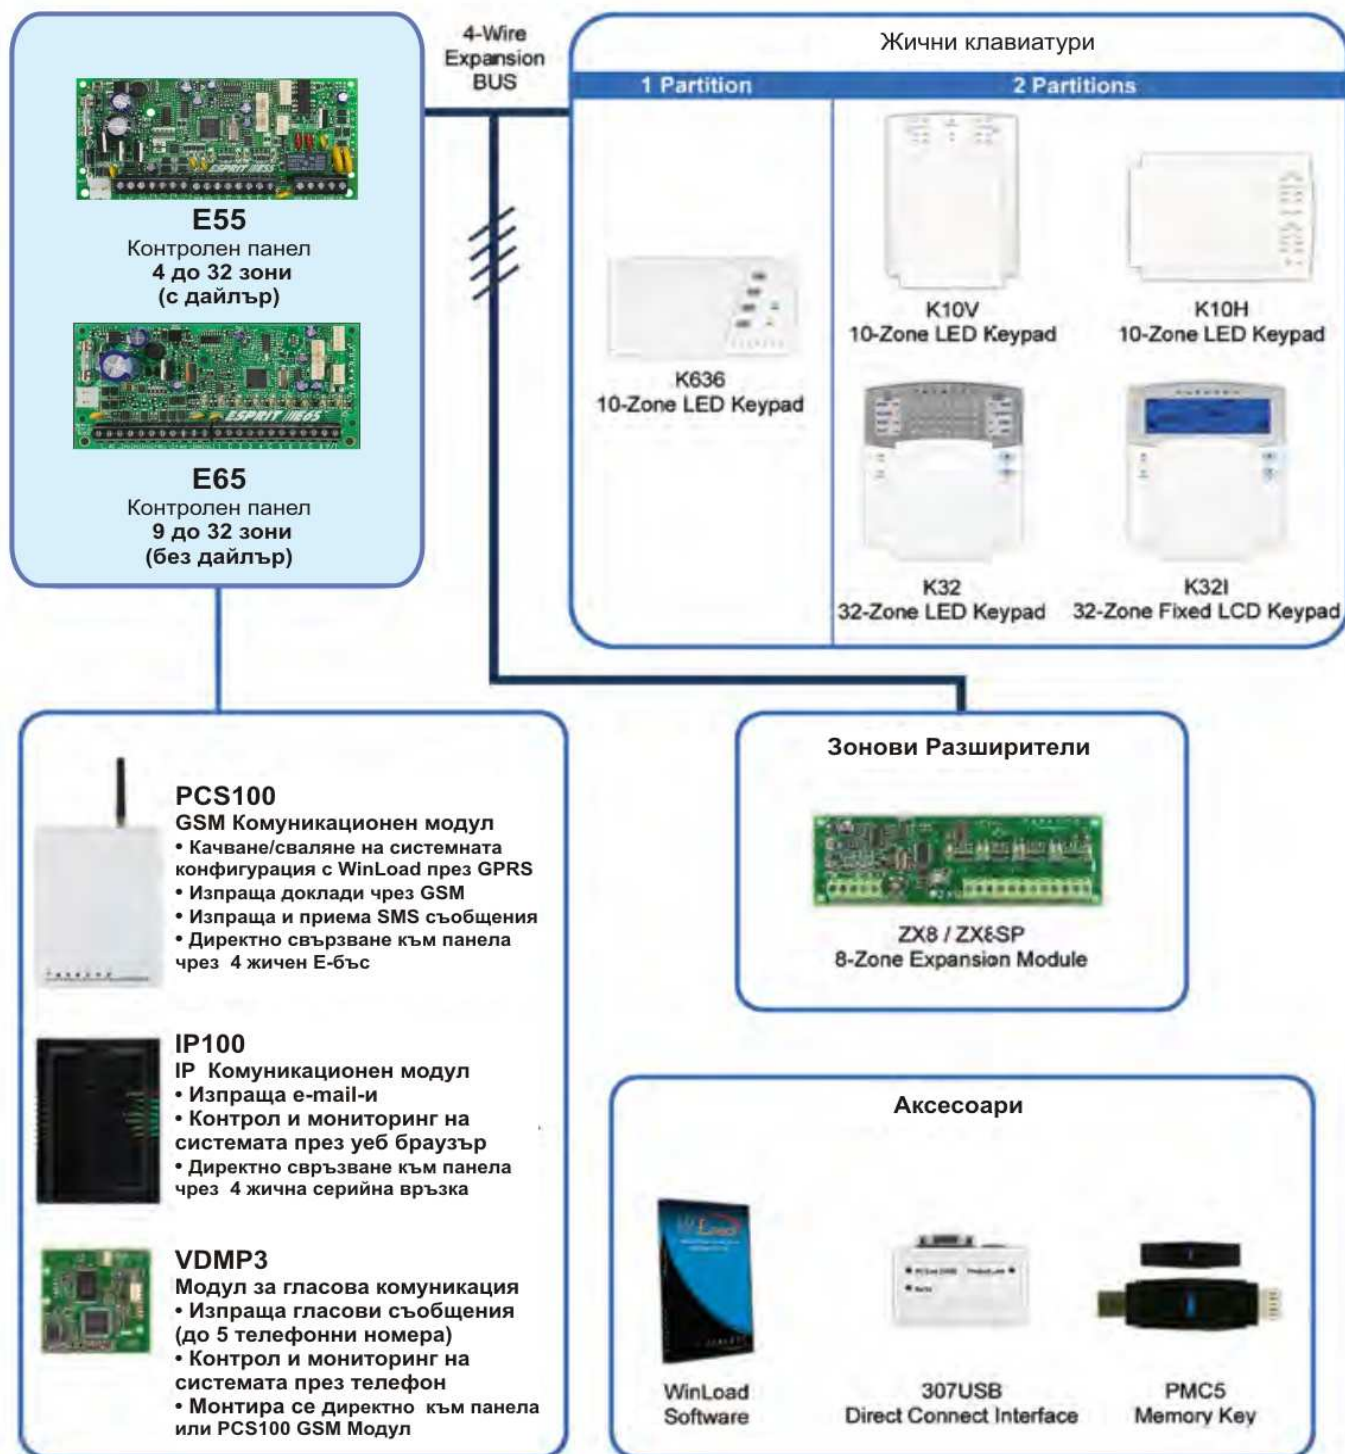 4-Wire
Expansion
BUS
Жични клавиатури
1 Partition
2 Partitions
ESPRIT E55
E55
Контролен панел
4 до 32 зони
(с дайлър)
ESPRIT E65
E65
Контролен панел
9 до 32 зони
(без дайлър)
K636
10-Zone LED Keypad
K10V
10-Zone LED Keypad
K10H
10-Zone LED Keypad
K32
32-Zone LED Keypad
K32I
32-Zone Fixed LCD Keypad
PCS100
GSM Комуникационен модул
• Качване/сваляне на системната
конфигурация с WinLoad през GPRS
• Изпраща доклади чрез GSM
• Изпраща и приема SMS съобщения
• Директно свързване към панела
чрез 4 жичен Е-бъс
IP100
IP Комуникационен модул
• Изпраща e-mail-и
• Контрол и мониторинг на
системата през уеб браузър
• Директно свръзване към панела
чрез 4 жична серийна връзка
VDMP3
Модул за гласова комуникация
• Изпраща гласови съобщения
(до 5 телефонни номера)
• Контрол и мониторинг на
системата през телефон
• Монтира се директно към панела
или PCS100 GSM Модул
Зонови Разширители
ZX8 / ZX8SP
8-Zone Expansion Module
Аксесоари
WinLoad
Software
307USB
Direct Connect Interface
PMC5
Memory Key